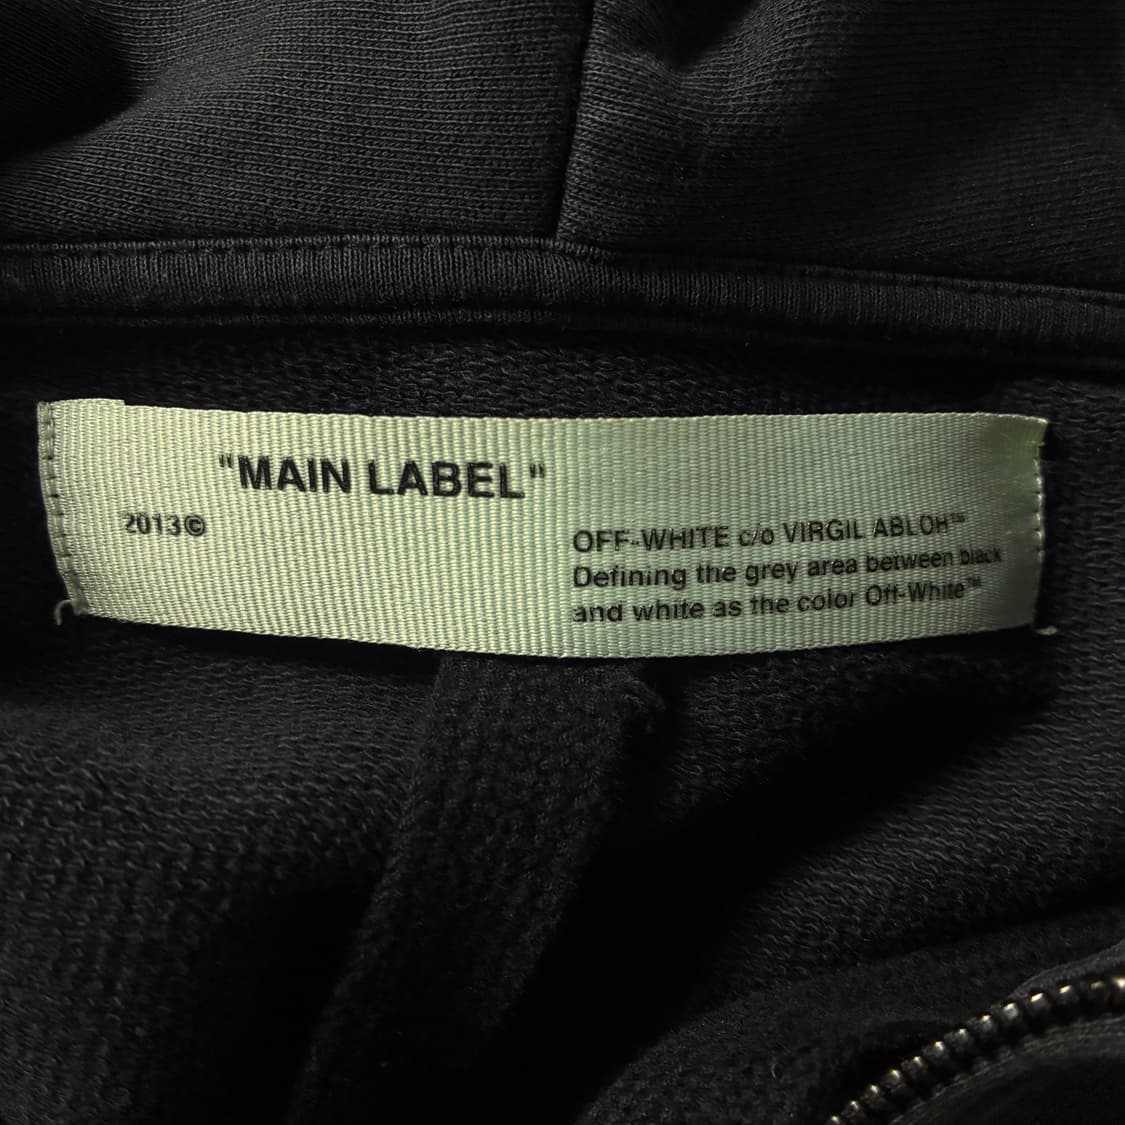 "MAIN LABEL"
2013©
OFF-WHITE c/o VIRGIL ABLOH™
Defining the grey area between black
and white as the color Off-White™